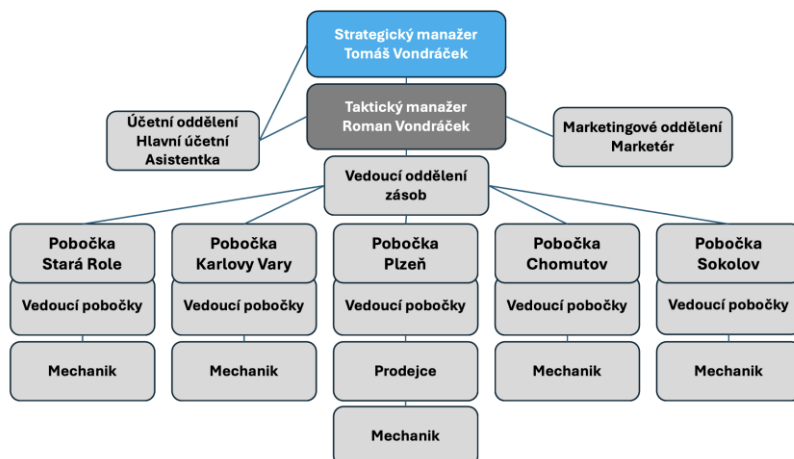 Strategický manažer
Tomáš Vondráček
Taktický manažer
Roman Vondráček
Účetní oddělení
Hlavní účetní
Asistentka
Marketingové oddělení
Marketér
Vedoucí oddělení
zásob
Pobočka
Stará Role
Pobočka
Karlovy Vary
Pobočka
Plzeň
Pobočka
Chomutov
Pobočka
Sokolov
Vedoucí pobočky
Vedoucí pobočky
Vedoucí pobočky
Vedoucí pobočky
Vedoucí pobočky
Mechanik
Mechanik
Prodejce
Mechanik
Mechanik
Mechanik